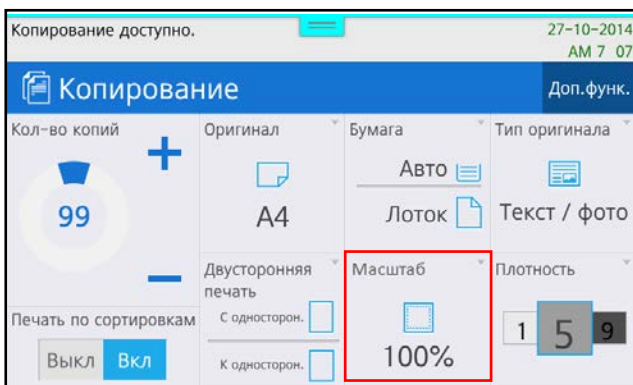 Копирование доступно.
27-10-2014
AM 7 07
Копирование
Доп.функ.
Кол-во копий
99
Печать по сортировкам
Выкл Вкл
Оригинал
A4
Бумага
Авто
Лоток
Тип оригинала
Текст / фото
Двусторонняя
печать
С односторон.
К односторон.
Масштаб
100%
Плотность
1 5 9